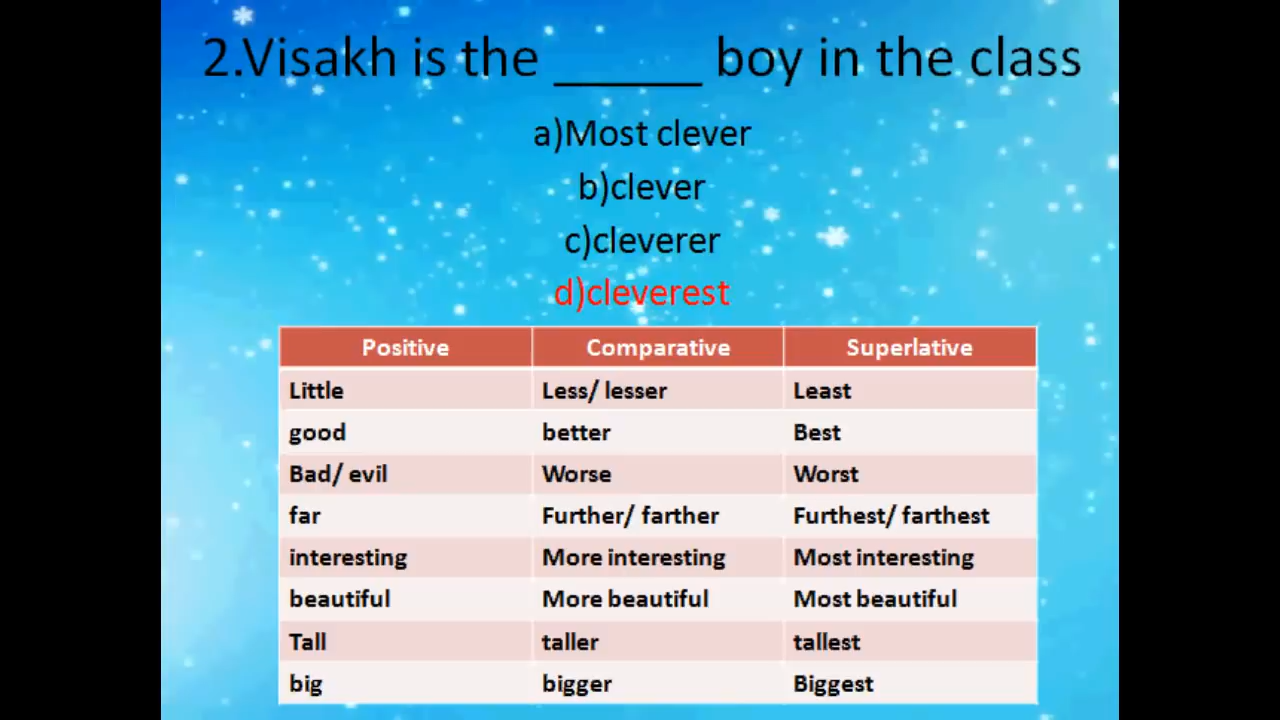 2.Visakh is the ______ boy in the class
a)Most clever
b)clever
c)cleverer
d)cleverest
Positive Comparative Superlative
Little Less/ lesser Least
good better Best
Bad/ evil Worse Worst
far Further/ farther Furthest/ farthest
interesting More interesting Most interesting
beautiful More beautiful Most beautiful
Tall taller tallest
big bigger Biggest